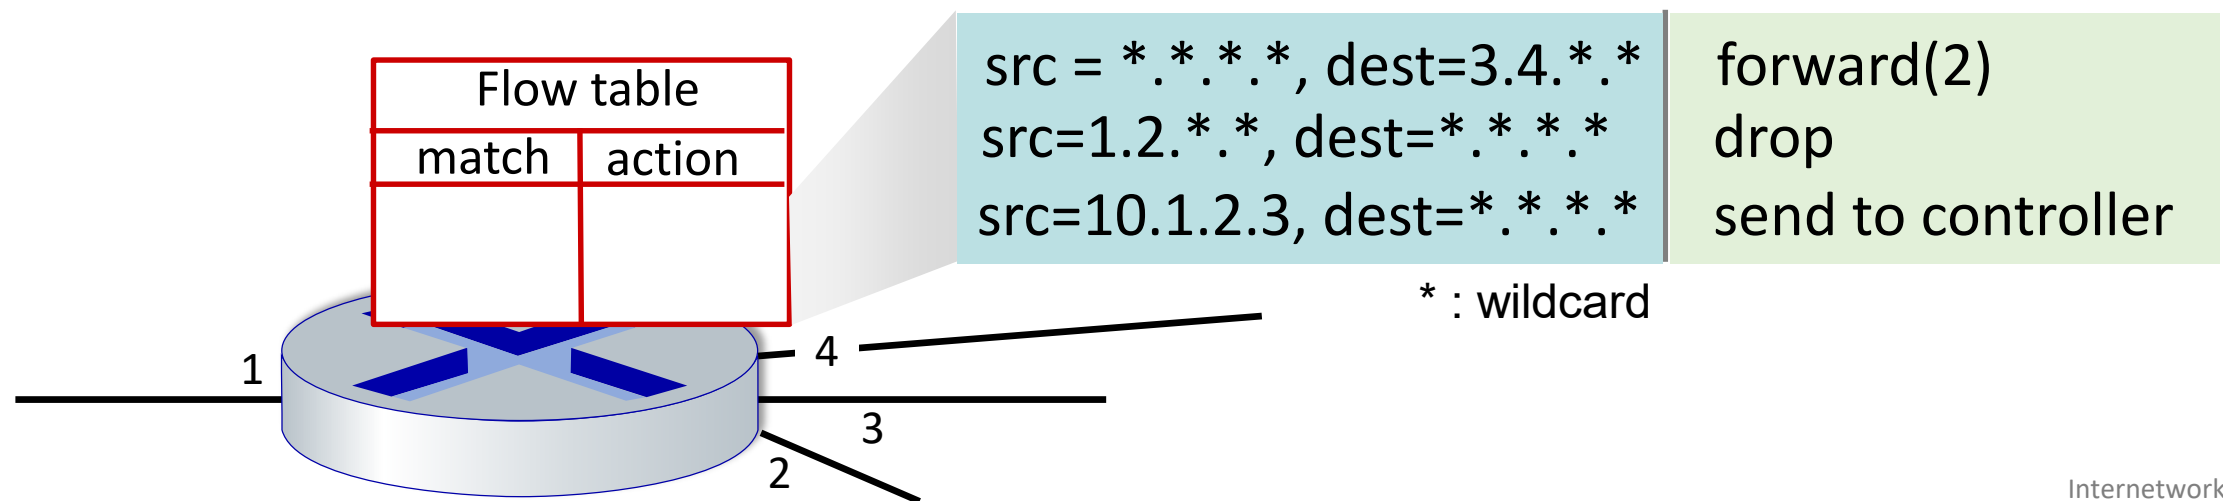 Flow table
match action
src = *.*.*.*, dest=3.4.*.* forward(2)
src=1.2.*.*, dest=*.*.*.* drop
src=10.1.2.3, dest=*.*.*.* send to controller
* : wildcard
1
4
3
2
Internetwork